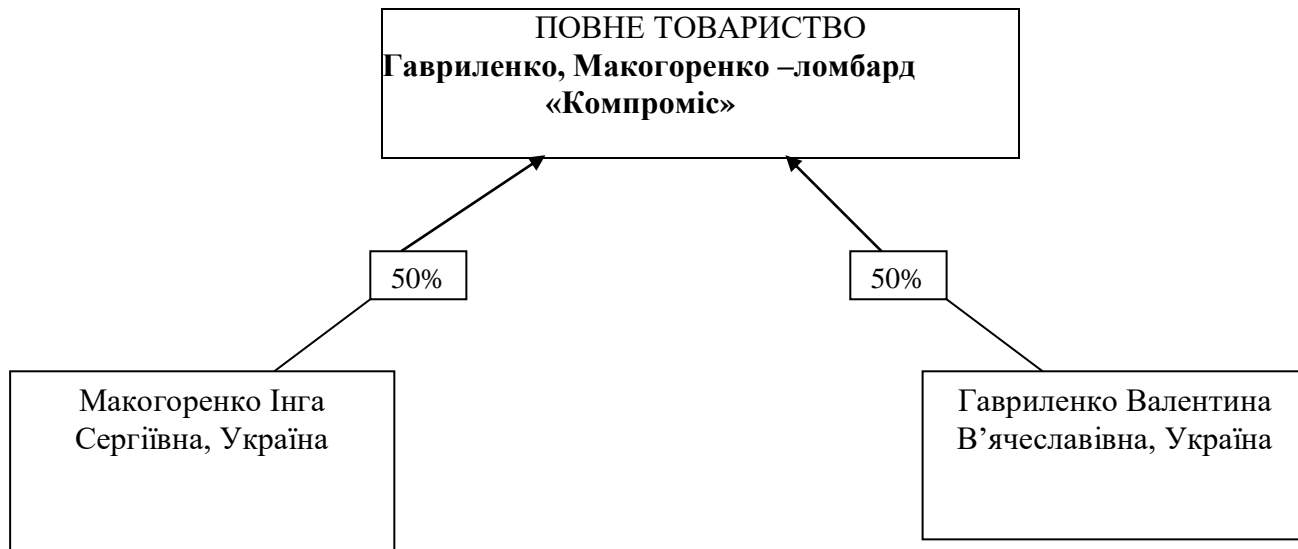 ПОВНЕ ТОВАРИСТВО
Гавриленко, Макогоренко –ломбард
«Компроміс»
50%
50%
Макогоренко Інга
Сергіївна, Україна
Гавриленко Валентина
В’ячеславівна, Україна